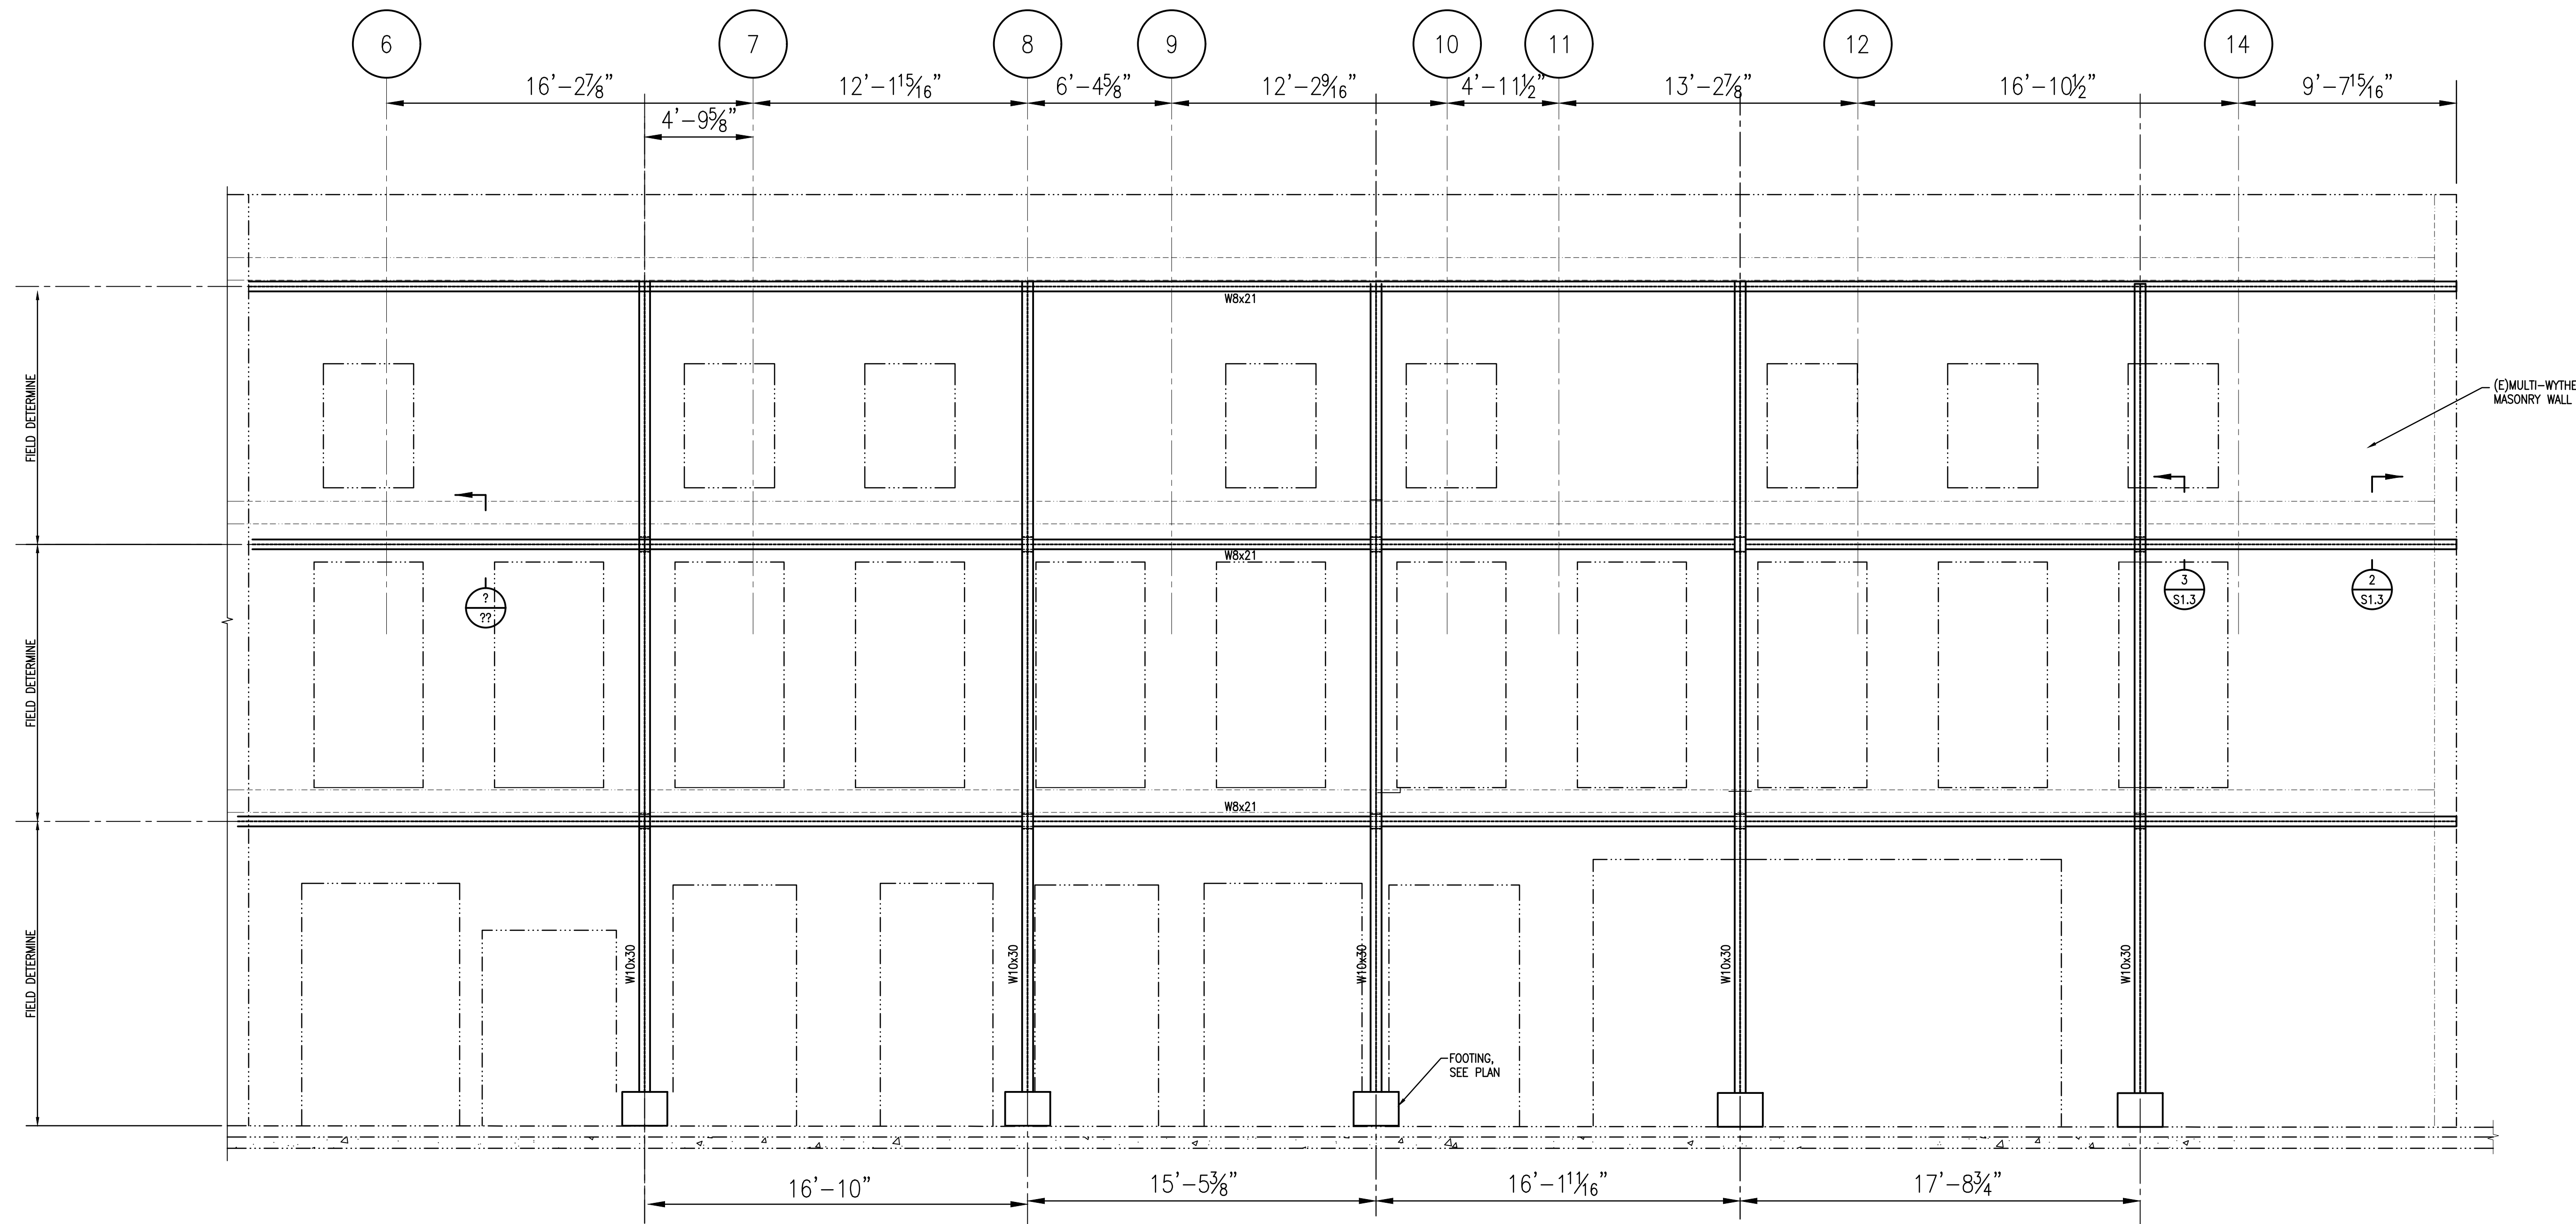 6
7
8
9
10
11
12
14
16'-2⅞"
12'-1¹⁵⁄₁₆"
6'-4⅝"
12'-2⁹⁄₁₆"
4'-11½"
13'-2⅞"
16'-10½"
9'-7¹⁵⁄₁₆"
4'-9⅝"
W8x21
FIELD DETERMINE
(E)MULTI-WYTHE
MASONRY WALL
W8x21
?
??
3
S1.3
2
S1.3
FIELD DETERMINE
W8x21
FIELD DETERMINE
W10x30
W10x30
W10x30
W10x30
W10x30
FOOTING,
SEE PLAN
16'-10"
15'-5⅜"
16'-1¹¹⁄₁₆"
17'-8¾"